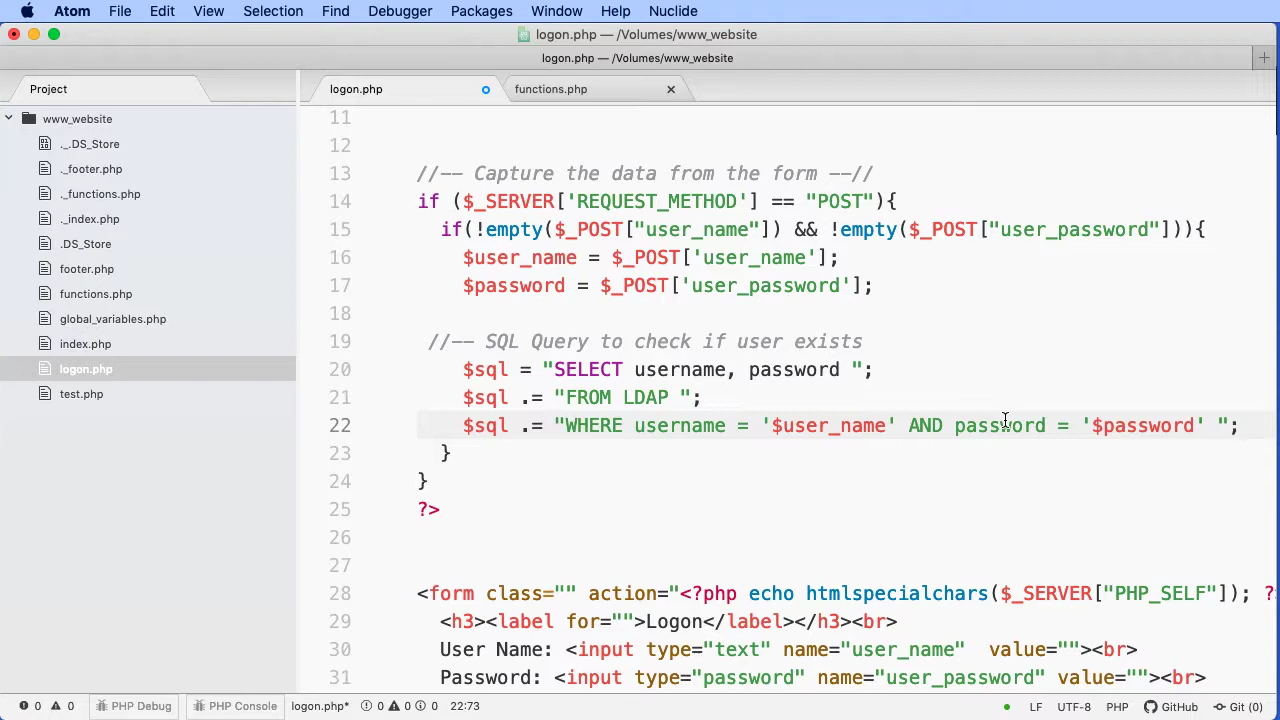 Atom File Edit View Selection Find Debugger Packages Window Help Nuclide
logon.php — /Volumes/www_website
logon.php — /Volumes/www_website
Project
www_website
._.DS_Store
._footer.php
._functions.php
._index.php
.DS_Store
footer.php
functions.php
global_variables.php
index.php
logon.php
test.php
logon.php functions.php
11
12
13 //-- Capture the data from the form --//
14 if ($_SERVER['REQUEST_METHOD'] == "POST"){
15 if(!empty($_POST["user_name"]) && !empty($_POST["user_password"])){
16 $user_name = $_POST['user_name'];
17 $password = $_POST['user_password'];
18
19 //-- SQL Query to check if user exists
20 $sql = "SELECT username, password ";
21 $sql .= "FROM LDAP ";
22 $sql .= "WHERE username = '$user_name' AND password = '$password' ";
23 }
24 }
25 ?>
26
27
28 <form class="" action="<?php echo htmlspecialchars($_SERVER["PHP_SELF"]); ?
29 <h3><label for="">Logon</label></h3><br>
30 User Name: <input type="text" name="user_name"  value=""><br>
31 Password: <input type="password" name="user_password" value=""><br>
0 0 PHP Debug PHP Console logon.php* 0 0 0 22:73 LF UTF-8 PHP GitHub Git (0)